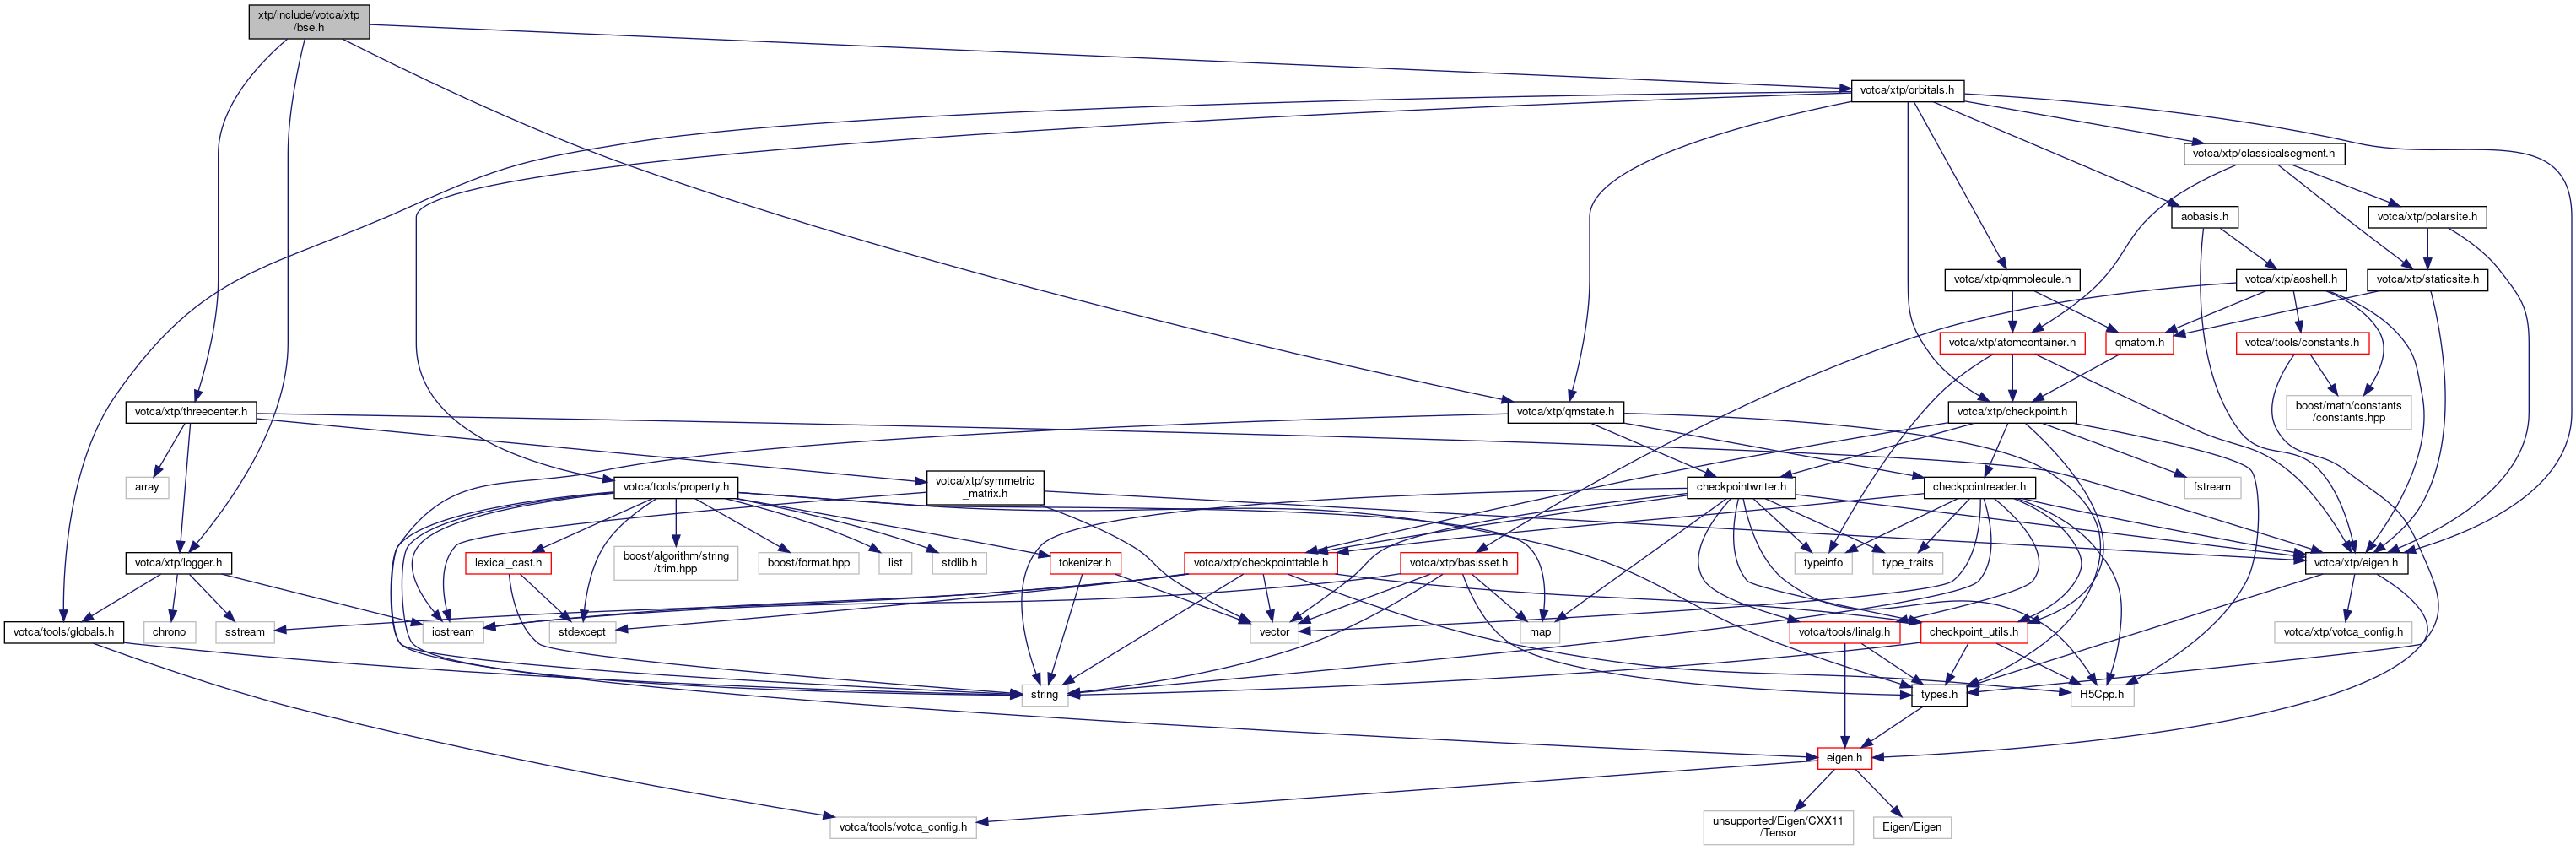 xtp/include/votca/xtp
/bse.h
votca/xtp/orbitals.h
votca/xtp/classicalsegment.h
aobasis.h
votca/xtp/polarsite.h
votca/xtp/qmmolecule.h
votca/xtp/aoshell.h
votca/xtp/staticsite.h
votca/xtp/atomcontainer.h
qmatom.h
votca/tools/constants.h
votca/xtp/threecenter.h
votca/xtp/qmstate.h
votca/xtp/checkpoint.h
boost/math/constants
/constants.hpp
array
votca/tools/property.h
votca/xtp/symmetric
_matrix.h
checkpointwriter.h
checkpointreader.h
fstream
votca/xtp/logger.h
lexical_cast.h
boost/algorithm/string
/trim.hpp
boost/format.hpp
list
stdlib.h
tokenizer.h
votca/xtp/checkpointtable.h
votca/xtp/basisset.h
typeinfo
type_traits
votca/xtp/eigen.h
votca/tools/globals.h
chrono
sstream
iostream
stdexcept
vector
map
votca/tools/linalg.h
checkpoint_utils.h
votca/xtp/votca_config.h
string
types.h
H5Cpp.h
eigen.h
votca/tools/votca_config.h
unsupported/Eigen/CXX11
/Tensor
Eigen/Eigen